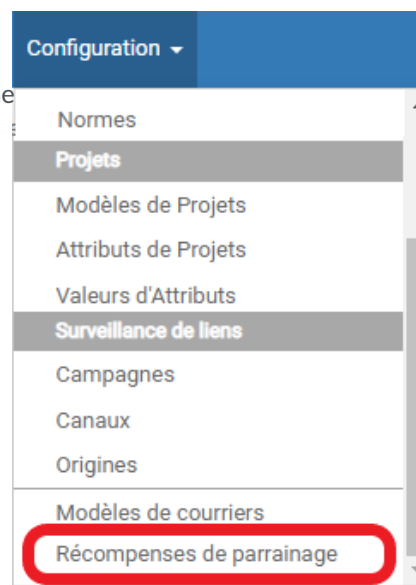 Configuration
e
Normes
Projets
Modèles de Projets
Attributs de Projets
Valeurs d'Attributs
Surveillance de liens
Campagnes
Canaux
Origines
Modèles de courriers
Récompenses de parrainage